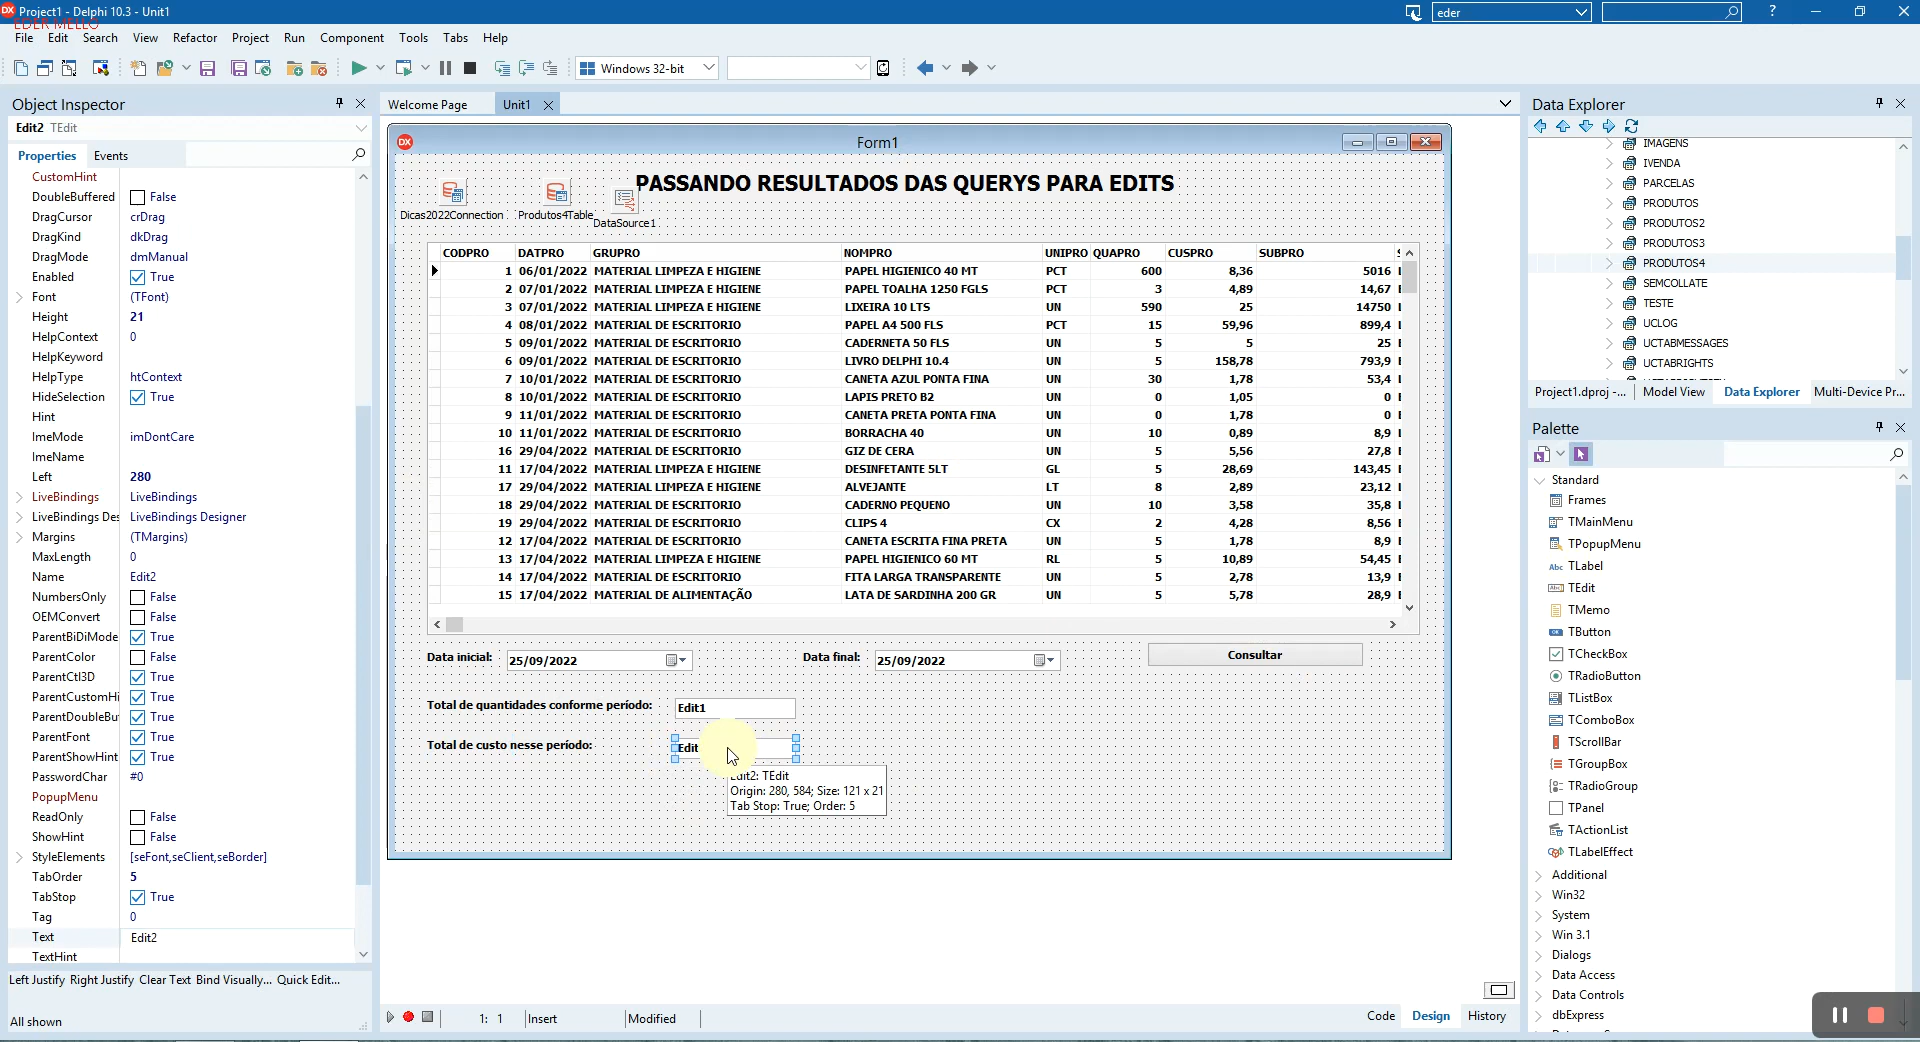 Project1 - Delphi 10.3 - Unit1
eder
?
EDER MELLO
File Edit Search View Refactor Project Run Component Tools Tabs Help
Windows 32-bit
Object Inspector
Edit2 TEdit
Properties Events
CustomHint
DoubleBuffered False
DragCursor crDrag
DragKind dkDrag
DragMode dmManual
Enabled True
Font (TFont)
Height 21
HelpContext 0
HelpKeyword
HelpType htContext
HideSelection True
Hint
ImeMode imDontCare
ImeName
Left 280
LiveBindings LiveBindings
LiveBindings Des LiveBindings Designer
Margins (TMargins)
MaxLength 0
Name Edit2
NumbersOnly False
OEMConvert False
ParentBiDiMode True
ParentColor False
ParentCtl3D True
ParentCustomHi True
ParentDoubleBu True
ParentFont True
ParentShowHint True
PasswordChar #0
PopupMenu
ReadOnly False
ShowHint False
StyleElements [seFont,seClient,seBorder]
TabOrder 5
TabStop True
Tag 0
Text Edit2
TextHint
Left Justify Right Justify Clear Text Bind Visually... Quick Edit...
All shown
Welcome Page Unit1
Form1
PASSANDO RESULTADOS DAS QUERYS PARA EDITS
Dicas2022Connection Produtos4Table DataSource1
CODPRO DATPRO GRUPRO NOMPRO UNIPRO QUAPRO CUSPRO SUBPRO
1 06/01/2022 MATERIAL LIMPEZA E HIGIENE PAPEL HIGIENICO 40 MT PCT 600 8,36 5016
2 07/01/2022 MATERIAL LIMPEZA E HIGIENE PAPEL TOALHA 1250 FGLS PCT 3 4,89 14,67
3 07/01/2022 MATERIAL LIMPEZA E HIGIENE LIXEIRA 10 LTS UN 590 25 14750
4 08/01/2022 MATERIAL DE ESCRITORIO PAPEL A4 500 FLS PCT 15 59,96 899,4
5 09/01/2022 MATERIAL DE ESCRITORIO CADERNETA 50 FLS UN 5 5 25
6 09/01/2022 MATERIAL DE ESCRITORIO LIVRO DELPHI 10.4 UN 5 158,78 793,9
7 10/01/2022 MATERIAL DE ESCRITORIO CANETA AZUL PONTA FINA UN 30 1,78 53,4
8 10/01/2022 MATERIAL DE ESCRITORIO LAPIS PRETO B2 UN 0 1,05 0
9 11/01/2022 MATERIAL DE ESCRITORIO CANETA PRETA PONTA FINA UN 0 1,78 0
10 11/01/2022 MATERIAL DE ESCRITORIO BORRACHA 40 UN 10 0,89 8,9
16 29/04/2022 MATERIAL DE ESCRITORIO GIZ DE CERA UN 5 5,56 27,8
11 17/04/2022 MATERIAL LIMPEZA E HIGIENE DESINFETANTE 5LT GL 5 28,69 143,45
17 29/04/2022 MATERIAL LIMPEZA E HIGIENE ALVEJANTE LT 8 2,89 23,12
18 29/04/2022 MATERIAL DE ESCRITORIO CADERNO PEQUENO UN 10 3,58 35,8
19 29/04/2022 MATERIAL DE ESCRITORIO CLIPS 4 CX 2 4,28 8,56
12 17/04/2022 MATERIAL DE ESCRITORIO CANETA ESCRITA FINA PRETA UN 5 1,78 8,9
13 17/04/2022 MATERIAL LIMPEZA E HIGIENE PAPEL HIGIENICO 60 MT RL 5 10,89 54,45
14 17/04/2022 MATERIAL DE ESCRITORIO FITA LARGA TRANSPARENTE UN 5 2,78 13,9
15 17/04/2022 MATERIAL DE ALIMENTAÇÃO LATA DE SARDINHA 200 GR UN 5 5,78 28,9
Data inicial: 25/09/2022 Data final: 25/09/2022 Consultar
Total de quantidades conforme período: Edit1
Total de custo nesse período: Edit
Edit2: TEdit
Origin: 280, 584; Size: 121 x 21
Tab Stop: True; Order: 5
1: 1 Insert Modified
Code Design History
Data Explorer
IMAGENS
IVENDA
PARCELAS
PRODUTOS
PRODUTOS2
PRODUTOS3
PRODUTOS4
SEMCOLLATE
TESTE
UCLOG
UCTABMESSAGES
UCTABRIGHTS
Project1.dproj -... Model View Data Explorer Multi-Device Pr...
Palette
Standard
Frames
TMainMenu
TPopupMenu
TLabel
TEdit
TMemo
TButton
TCheckBox
TRadioButton
TListBox
TComboBox
TScrollBar
TGroupBox
TRadioGroup
TPanel
TActionList
TLabelEffect
Additional
Win32
System
Win 3.1
Dialogs
Data Access
Data Controls
dbExpress